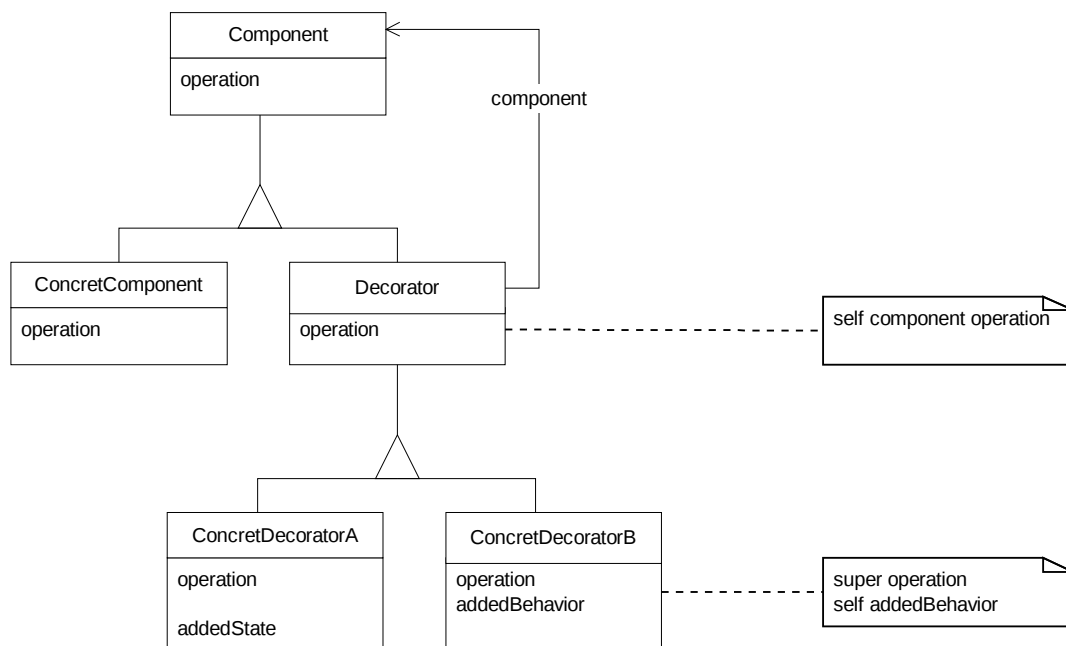 Component
operation
component
ConcretComponent
operation
Decorator
operation
self component operation
ConcretDecoratorA
operation
addedState
ConcretDecoratorB
operation
addedBehavior
super operation
self addedBehavior